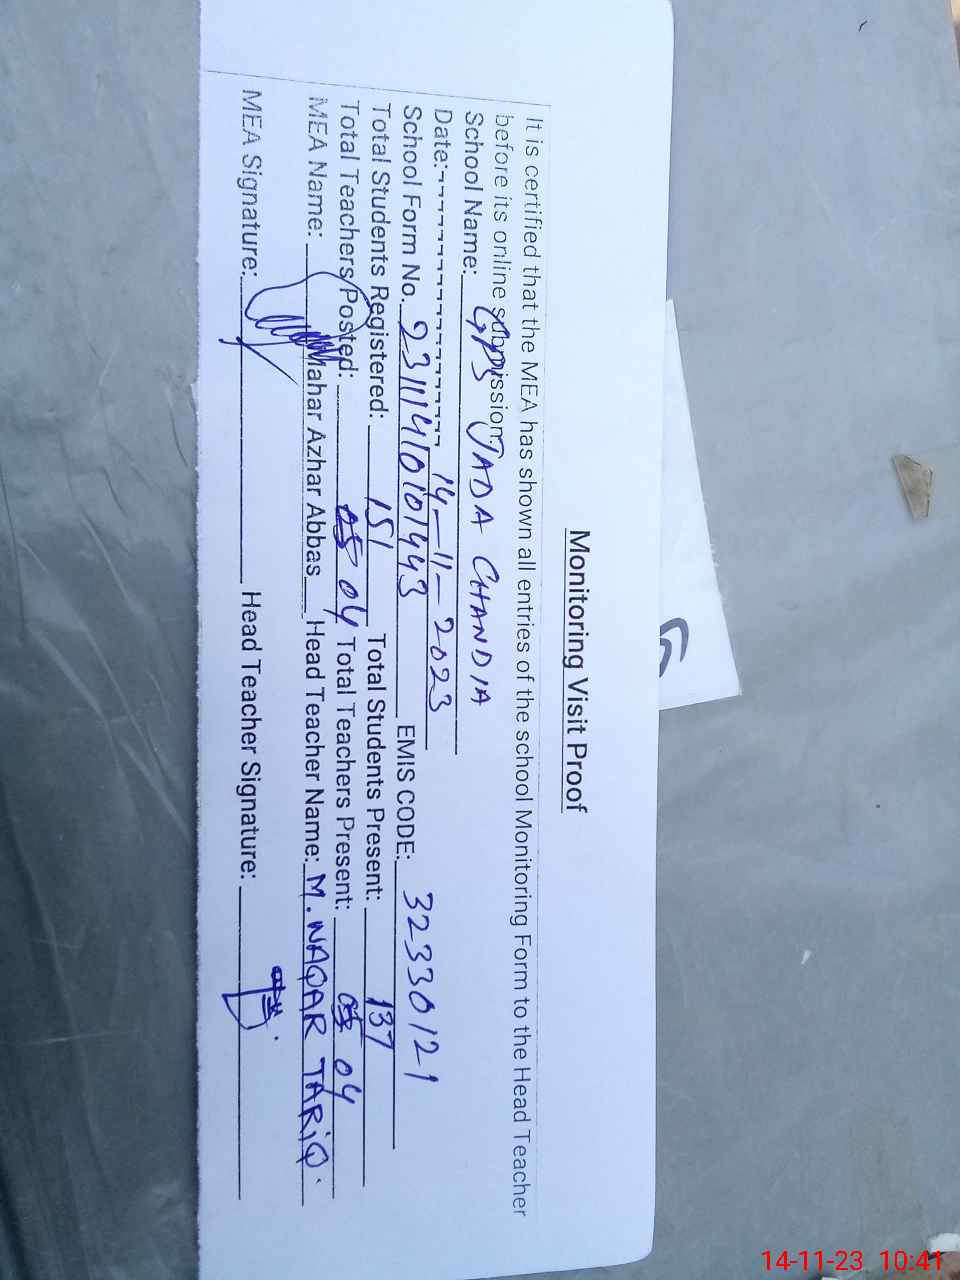 Monitoring Visit Proof
It is certified that the MEA has shown all entries of the school Monitoring Form to the Head Teacher
before its online submission.
School Name: GPS JADA CHANDIA
Date: 14-11-2023
School Form No. 2311141010101443 EMIS CODE: 32330121
Total Students Registered: 151 Total Students Present: 137
Total Teachers Posted: 05 04 Total Teachers Present: 05 04
MEA Name: Mahar Azhar Abbas Head Teacher Name: M. WAQAR TARIQ.
MEA Signature: Head Teacher Signature:
14-11-23 10:41